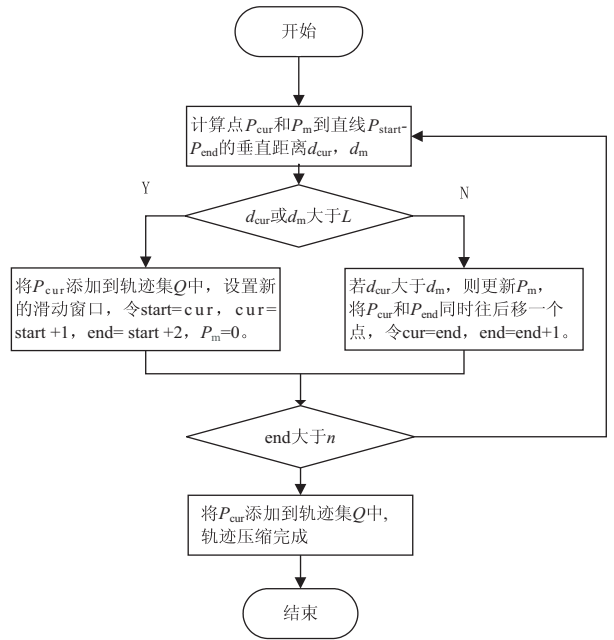 开始
计算点Pcur和Pm到直线Pstart-
Pend的垂直距离dcur，dm
Y
N
dcur或dm大于L
将Pcur添加到轨迹集Q中，设置新
的滑动窗口，令start=cur，cur=
start +1，end= start +2，Pm=0。
若dcur大于dm，则更新Pm，
将Pcur和Pend同时往后移一个
点，令cur=end，end=end+1。
end大于n
将Pcur添加到轨迹集Q中,
轨迹压缩完成
结束